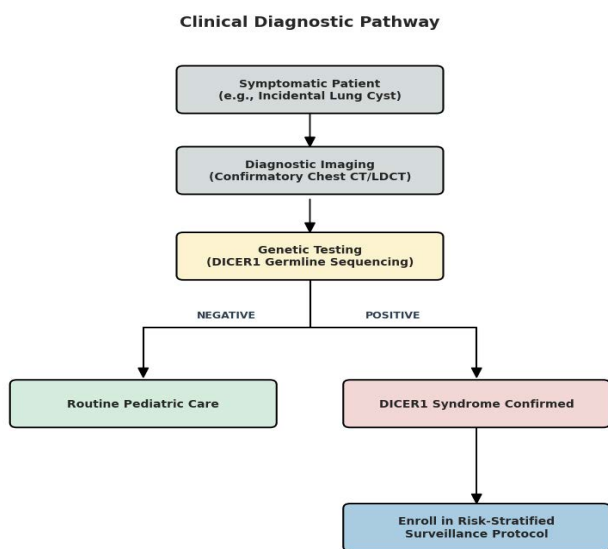 Clinical Diagnostic Pathway
Symptomatic Patient
(e.g., Incidental Lung Cyst)
Diagnostic Imaging
(Confirmatory Chest CT/LDCT)
Genetic Testing
(DICER1 Germline Sequencing)
NEGATIVE
POSITIVE
Routine Pediatric Care
DICER1 Syndrome Confirmed
Enroll in Risk-Stratified
Surveillance Protocol